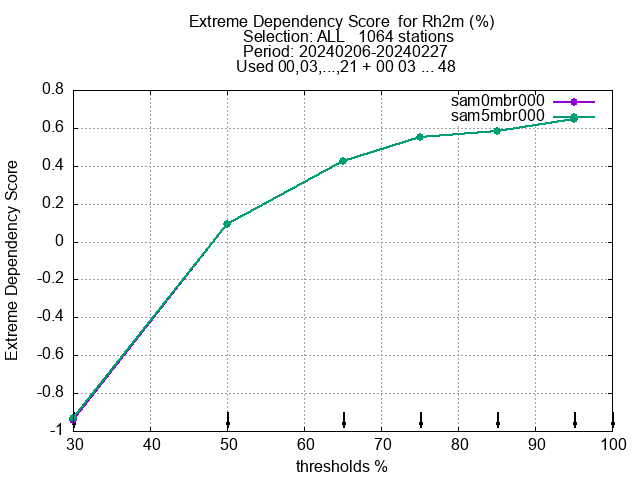 Extreme Dependency Score  for Rh2m (%)
Selection: ALL   1064 stations
Period: 20240206-20240227
Used 00,03,...,21 + 00 03 ... 48
sam0mbr000
sam5mbr000
0.8
0.6
0.4
0.2
0
-0.2
-0.4
-0.6
-0.8
-1
Extreme Dependency Score
30 40 50 60 70 80 90 100
thresholds %